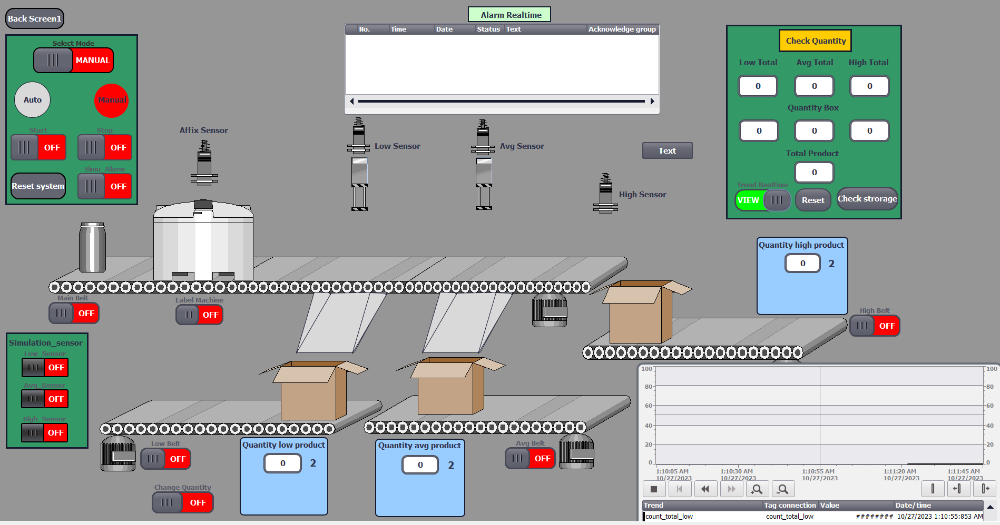 Back Screen1
Select Mode
MANUAL
Auto
Manual
Start
Stop
OFF
OFF
Reset system
Simu_Alarm
OFF
Alarm Realtime
No. Time Date Status Text Acknowledge group
Affix Sensor
Low Sensor
Avg Sensor
High Sensor
Text
Check Quantity
Low Total Avg Total High Total
0 0 0
Quantity Box
0 0 0
Total Product
0
Trend Realtime
VIEW
Reset
Check strorage
Quantity high product
0 2
Main Belt
OFF
Label Machine
OFF
High Belt
OFF
Simulation_sensor
Low_Sensor
OFF
Avg_Sensor
OFF
High_Sensor
OFF
Low Belt
OFF
Change Quantity
OFF
Quantity low product
0 2
Quantity avg product
0 2
Avg Belt
OFF
100 100
80 80
60 60
40 40
20 20
0 0
1:10:05 AM 1:10:30 AM 1:10:55 AM 1:11:20 AM 1:11:45 AM
10/27/2023 10/27/2023 10/27/2023 10/27/2023 10/27/2023
Trend Tag connection Value Date/time
count_total_low count_total_low ######## 10/27/2023 1:10:55:853 AM